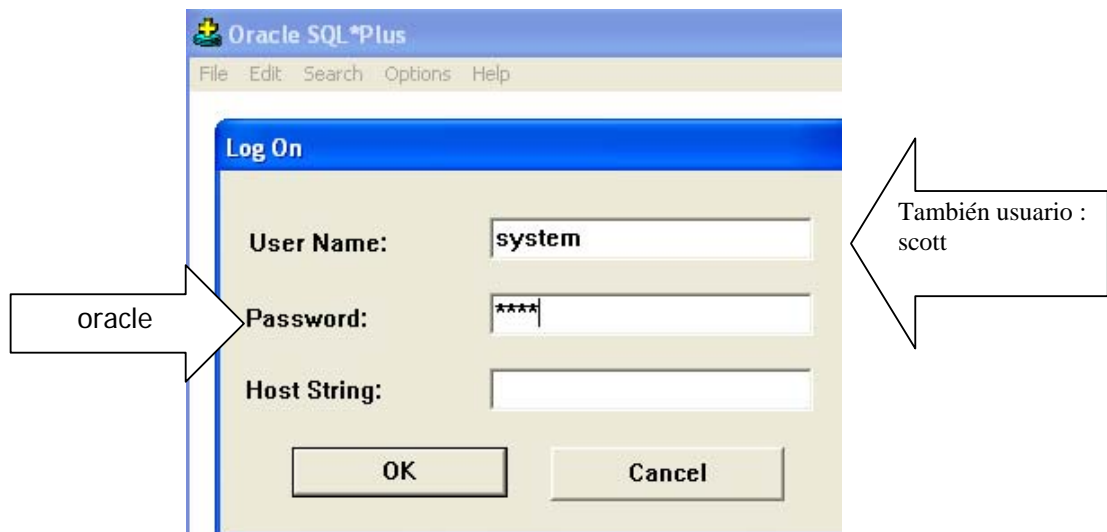 Oracle SQL*Plus
File Edit Search Options Help
Log On
User Name:
system
También usuario :
scott
oracle
Password:
****
Host String:
OK
Cancel